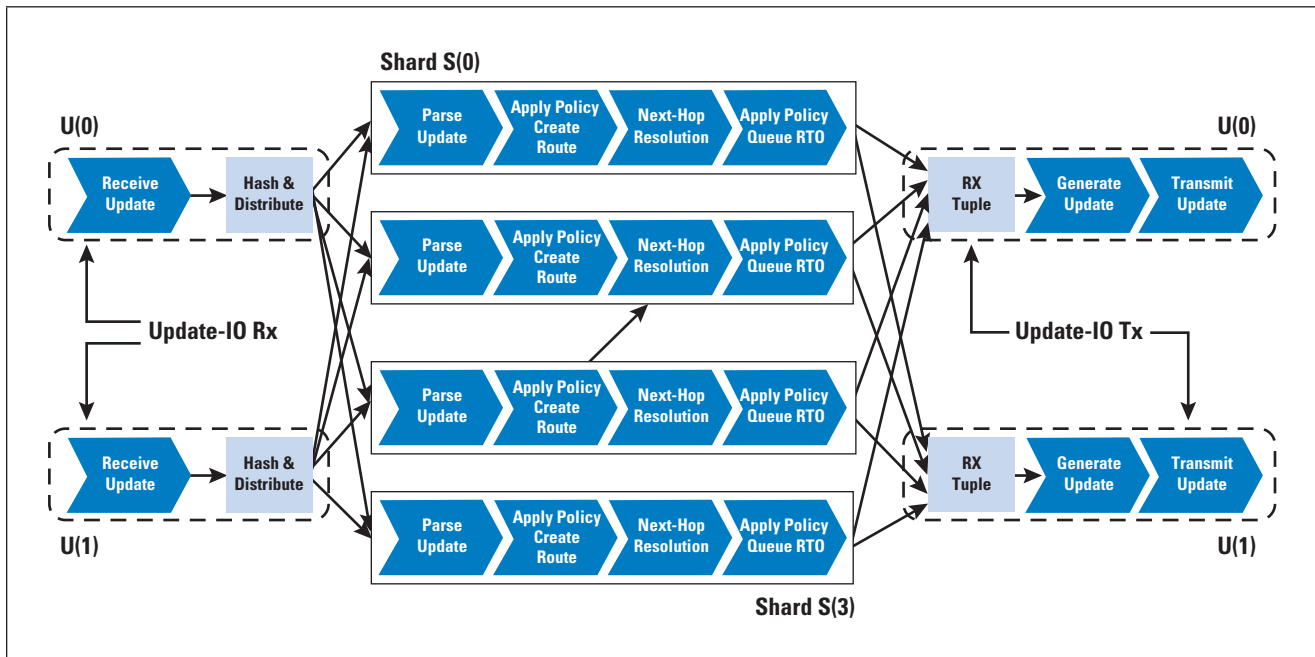 Shard S(0)
Parse
Update
Apply Policy
Create
Route
Next-Hop
Resolution
Apply Policy
Queue RTO
U(0)
Receive
Update
Hash &
Distribute
Parse
Update
Apply Policy
Create
Route
Next-Hop
Resolution
Apply Policy
Queue RTO
Update-IO Rx
Parse
Update
Apply Policy
Create
Route
Next-Hop
Resolution
Apply Policy
Queue RTO
Receive
Update
Hash &
Distribute
U(1)
Parse
Update
Apply Policy
Create
Route
Next-Hop
Resolution
Apply Policy
Queue RTO
Shard S(3)
U(0)
RX
Tuple
Generate
Update
Transmit
Update
Update-IO Tx
RX
Tuple
Generate
Update
Transmit
Update
U(1)